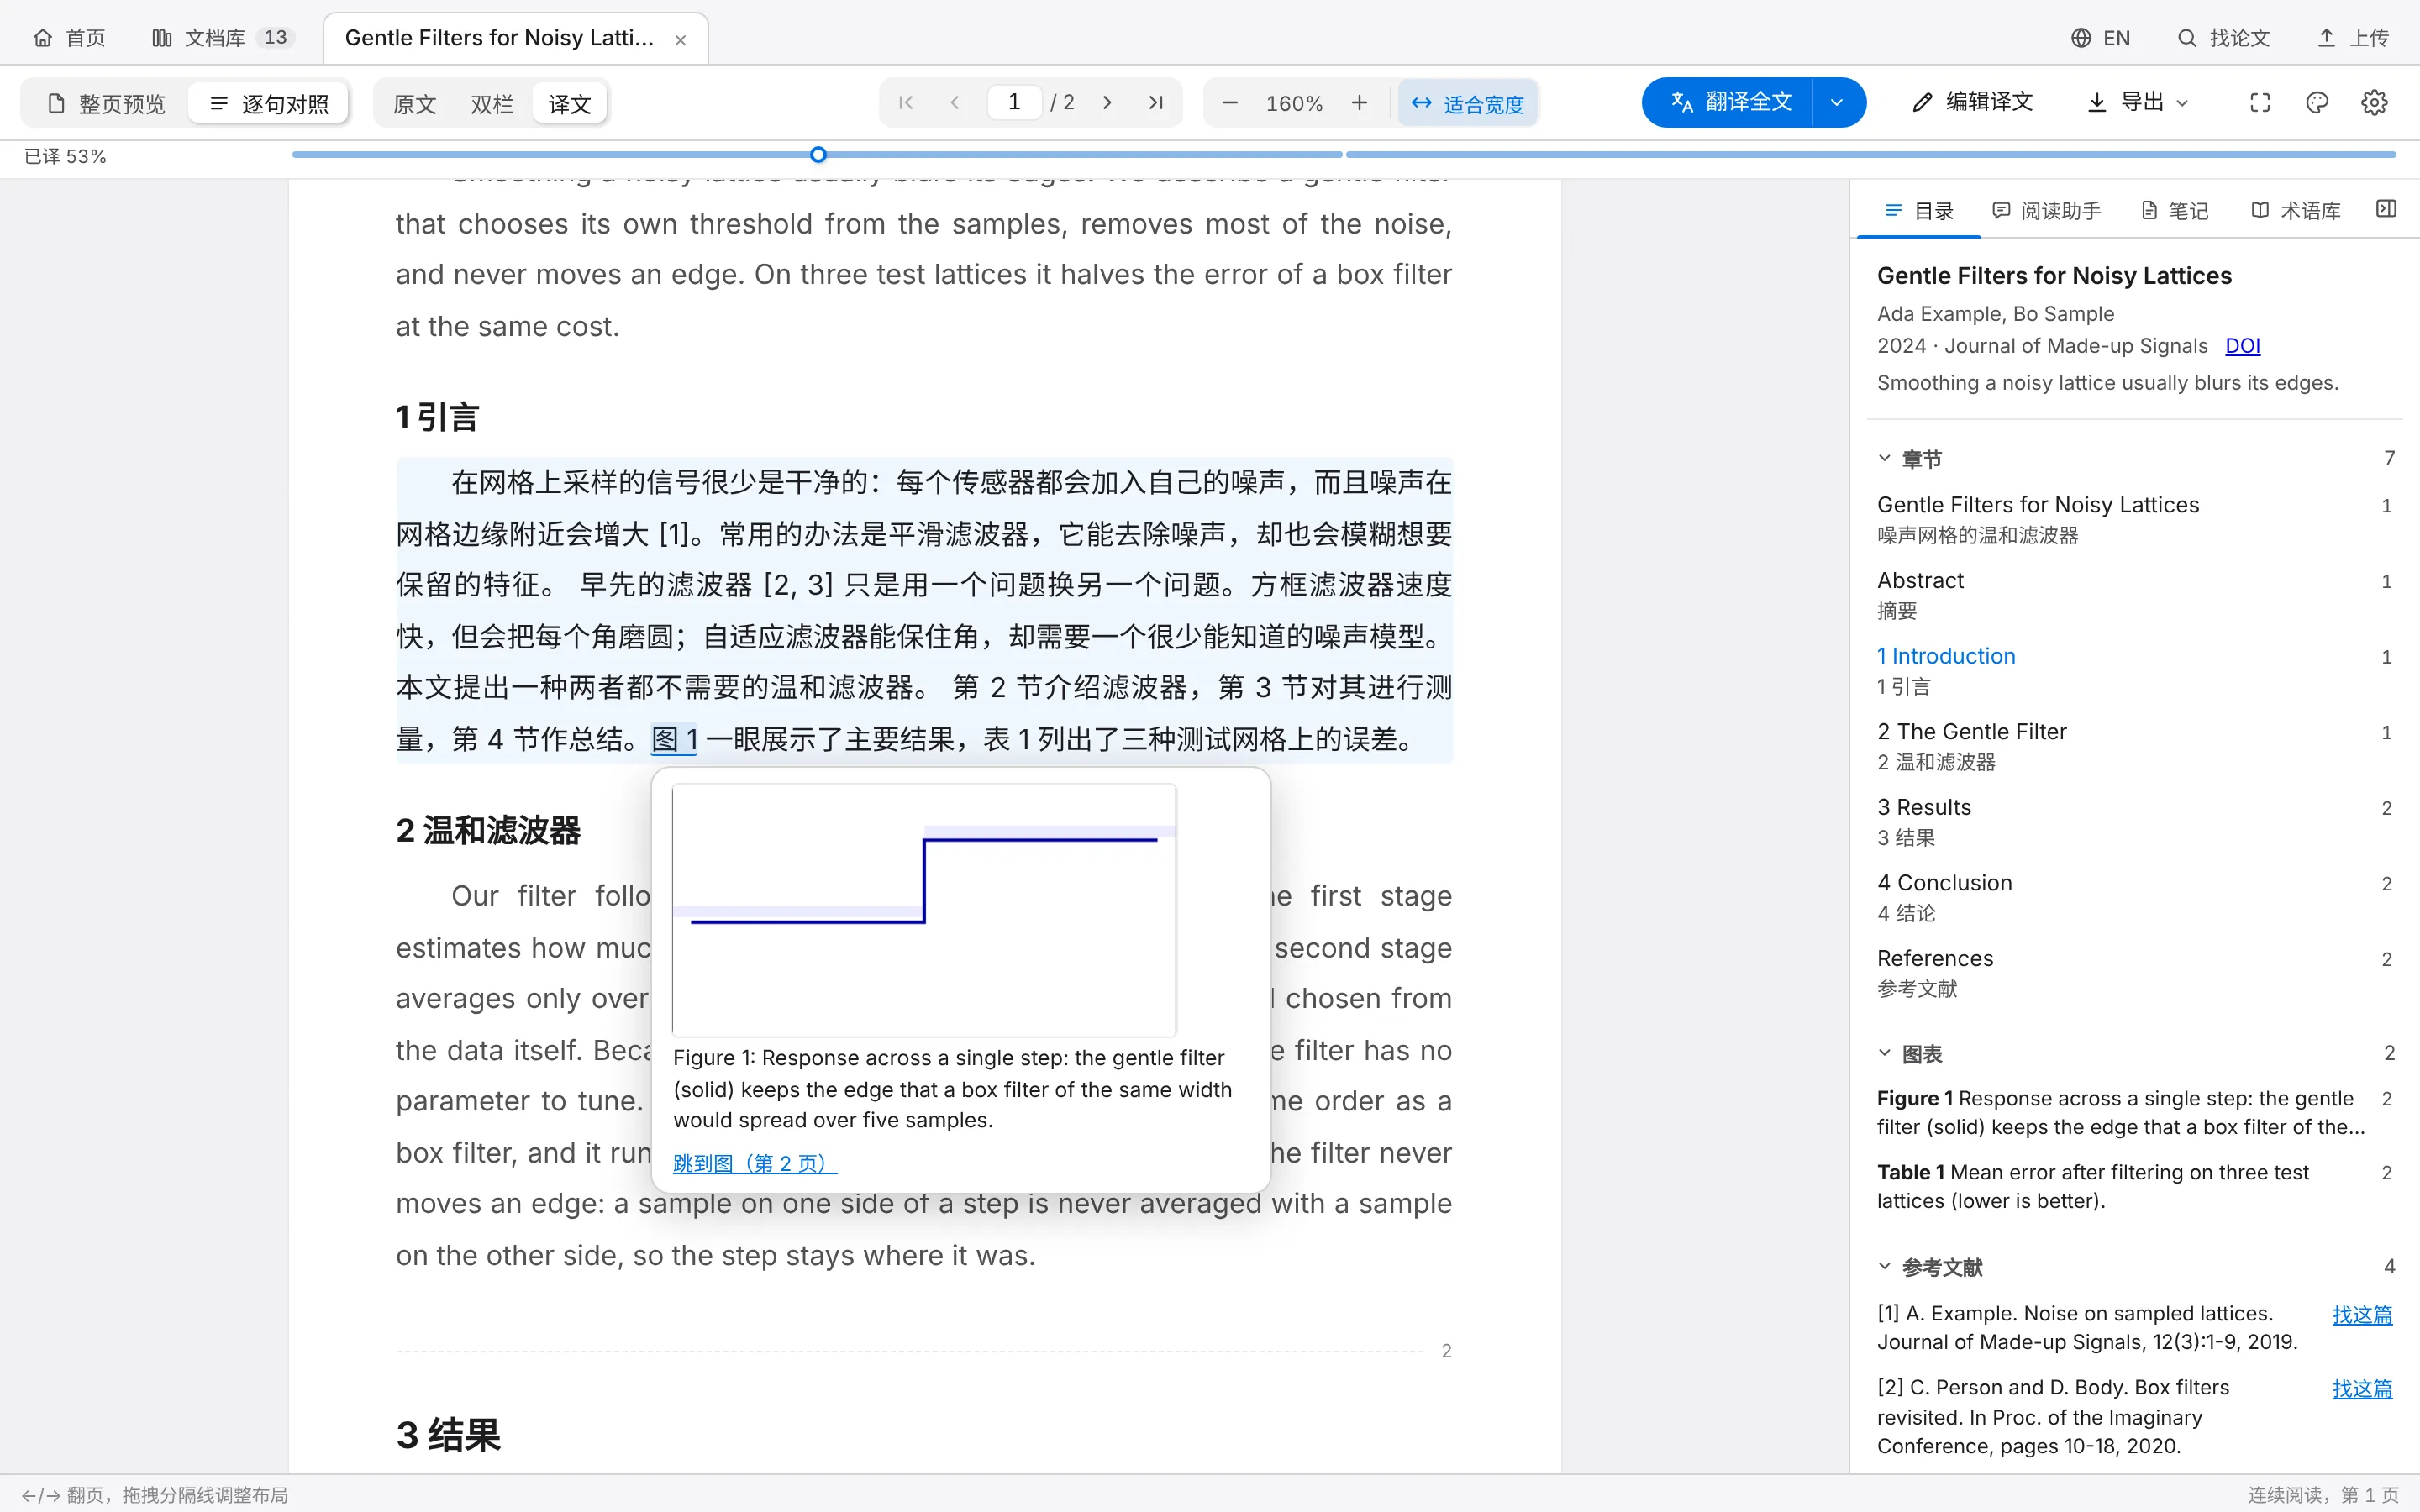 首页
文档库 13
Gentle Filters for Noisy Latti...
EN
找论文
上传
整页预览
逐句对照
原文
双栏
译文
1 / 2
160%
适合宽度
翻译全文
编辑译文
导出
已译 53%
Smoothing a noisy lattice usually blurs its edges. We describe a gentle filter
that chooses its own threshold from the samples, removes most of the noise,
and never moves an edge. On three test lattices it halves the error of a box filter
at the same cost.
1 引言
在网格上采样的信号很少是干净的：每个传感器都会加入自己的噪声，而且噪声在
网格边缘附近会增大 [1]。常用的办法是平滑滤波器，它能去除噪声，却也会模糊想要
保留的特征。 早先的滤波器 [2, 3] 只是用一个问题换另一个问题。方框滤波器速度
快，但会把每个角磨圆；自适应滤波器能保住角，却需要一个很少能知道的噪声模型。
本文提出一种两者都不需要的温和滤波器。 第 2 节介绍滤波器，第 3 节对其进行测
量，第 4 节作总结。图 1 一眼展示了主要结果，表 1 列出了三种测试网格上的误差。
2 温和滤波器
Our filter follo
first stage
estimates how muc
second stage
averages only over
chosen from
the data itself. Beca
filter has no
parameter to tune.
order as a
box filter, and it run
filter never
moves an edge: a sample on one side of a step is never averaged with a sample
on the other side, so the step stays where it was.
Figure 1: Response across a single step: the gentle filter
(solid) keeps the edge that a box filter of the same width
would spread over five samples.
跳到图（第 2 页）
2
3 结果
目录
阅读助手
笔记
术语库
Gentle Filters for Noisy Lattices
Ada Example, Bo Sample
2024 · Journal of Made-up Signals DOI
Smoothing a noisy lattice usually blurs its edges.
章节 7
Gentle Filters for Noisy Lattices 1
噪声网格的温和滤波器
Abstract 1
摘要
1 Introduction 1
1 引言
2 The Gentle Filter 1
2 温和滤波器
3 Results 2
3 结果
4 Conclusion 2
4 结论
References 2
参考文献
图表 2
Figure 1 Response across a single step: the gentle 2
filter (solid) keeps the edge that a box filter of the...
Table 1 Mean error after filtering on three test 2
lattices (lower is better).
参考文献 4
[1] A. Example. Noise on sampled lattices. 找这篇
Journal of Made-up Signals, 12(3):1-9, 2019.
[2] C. Person and D. Body. Box filters 找这篇
revisited. In Proc. of the Imaginary
Conference, pages 10-18, 2020.
←/→ 翻页，拖拽分隔线调整布局
连续阅读，第 1 页